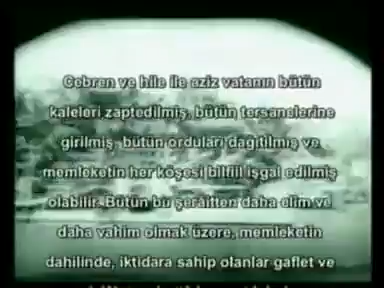 Cebren ve hile ile aziz vatanın bütün
kaleleri zaptedilmiş, bütün tersanelerine
girilmiş, bütün orduları dağıtılmış ve
memleketin her köşesi bilfiil işgal edilmiş
olabilir. Bütün bu şeraitten daha elim ve
daha vahim olmak üzere, memleketin
dahilinde, iktidara sahip olanlar gaflet ve